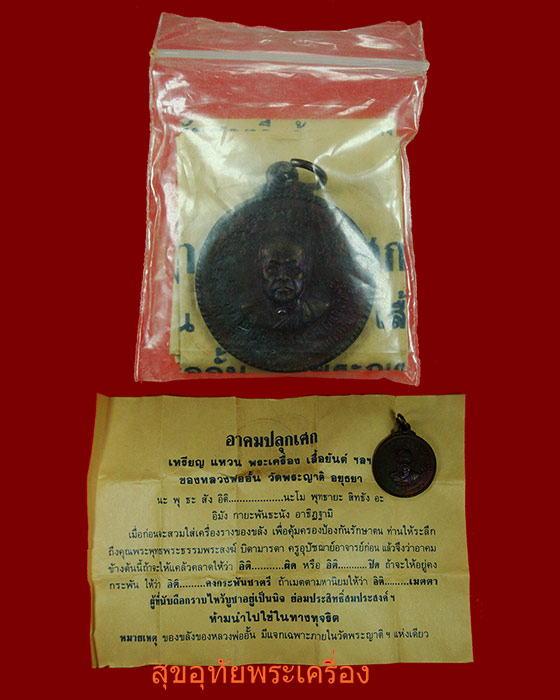 อาคมปลุกเศก
เหรียญ แหวน พระเครื่อง เสื้อยันต์ ฯลฯ
ของหลวงพ่ออั้น วัดพระญาติ อยุธยา
นะ พุ ธะ สัง อิติ..................นะโม พุทธายะ สิทธัง อะ
อิมัง กายะพันธะนัง อาธิฏฐามิ
เมื่อก่อนจะสวมใส่เครื่องรางของขลัง เพื่อคุ้มครองป้องกันรักษาตน ท่านให้ระลึก
ถึงคุณพระพุทธพระธรรมพระสงฆ์ บิดามารดา ครูอุปัชฌาย์อาจารย์ก่อน แล้วจึงว่าอาคม
ข้างต้นนี้ถ้าจะให้แคล้วคลาดให้ว่า อิติ..........ผิด หรือ อิติ..........ปิด ถ้าจะให้อยู่คง
กระพัน ให้ว่า อิติ..........คงกระพันชาตรี ถ้าเมตตามหานิยมให้ว่า อิติ.........เมตตา
ผู้ที่นับถือกราบไหว้บูชาอยู่เป็นนิจ ย่อมประสิทธิ์สมประสงค์ ฯ
ห้ามนำไปใช้ในทางทุจริต
หมายเหตุ ของขลังของหลวงพ่ออั้น มีแจกเฉพาะภายในวัดพระญาติ ฯ แห่งเดียว
สุขอุทัยพระเครื่อง